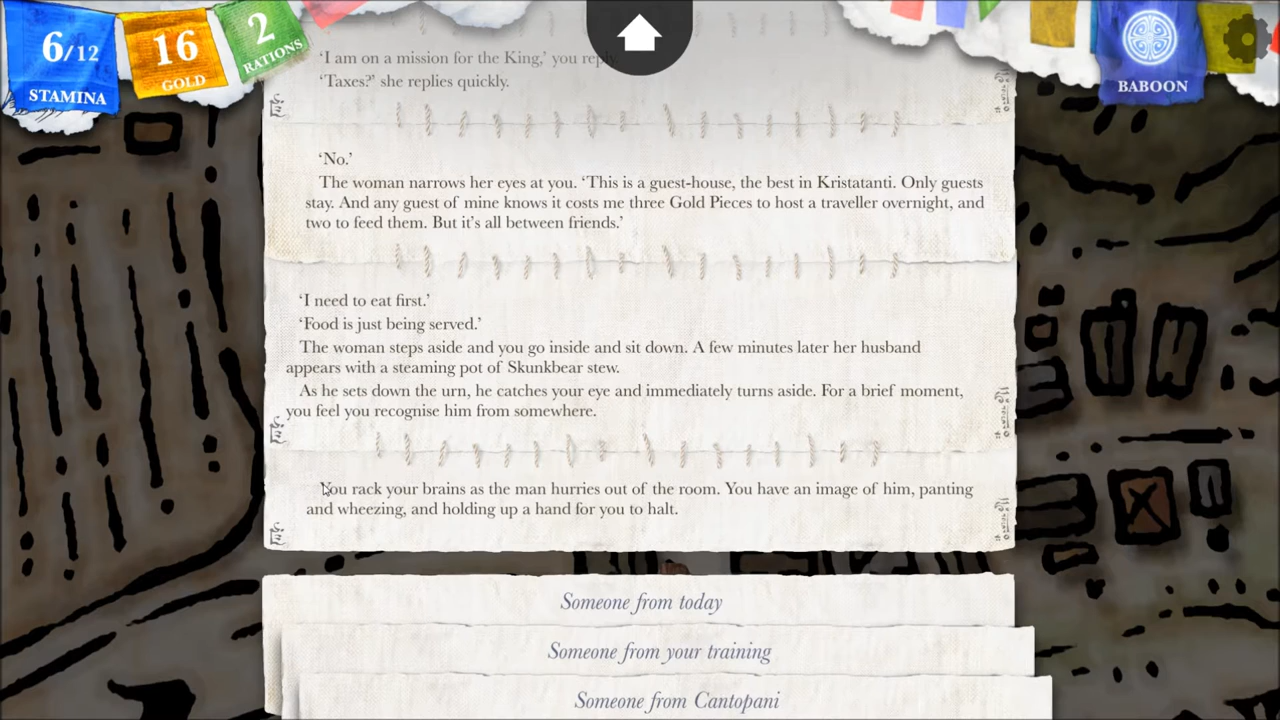 6/12
STAMINA
16
GOLD
2
RATIONS
BABOON
‘I am on a mission for the King,’ you reply.
‘Taxes?’ she replies quickly.
‘No.’
The woman narrows her eyes at you. ‘This is a guest-house, the best in Kristatanti. Only guests
stay. And any guest of mine knows it costs me three Gold Pieces to host a traveller overnight, and
two to feed them. But it’s all between friends.’
‘I need to eat first.’
‘Food is just being served.’
The woman steps aside and you go inside and sit down. A few minutes later her husband
appears with a steaming pot of Skunkbear stew.
As he sets down the urn, he catches your eye and immediately turns aside. For a brief moment,
you feel you recognise him from somewhere.
You rack your brains as the man hurries out of the room. You have an image of him, panting
and wheezing, and holding up a hand for you to halt.
Someone from today
Someone from your training
Someone from Cantopani